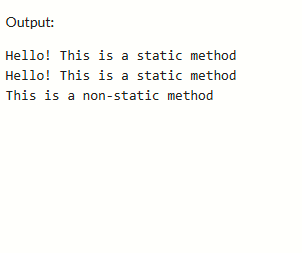 Output:
Hello! This is a static method
Hello! This is a static method
This is a non-static method